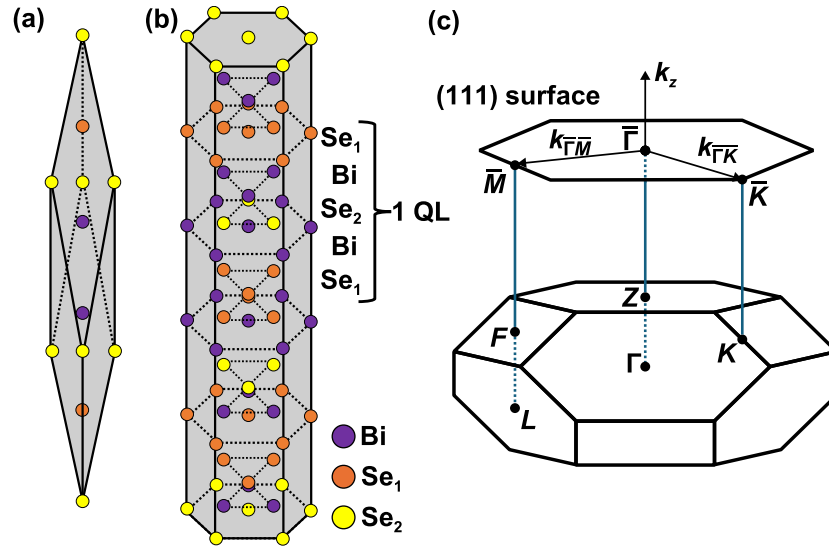 (a)
(b)
Se₁
Bi
Se₂
Bi
Se₁
1 QL
Bi
Se₁
Se₂
(c)
k_z
(111) surface
k_Γ̅M̅
Γ̅
k_Γ̅K̅
M̅
K̅
Z
F
K
Γ
L